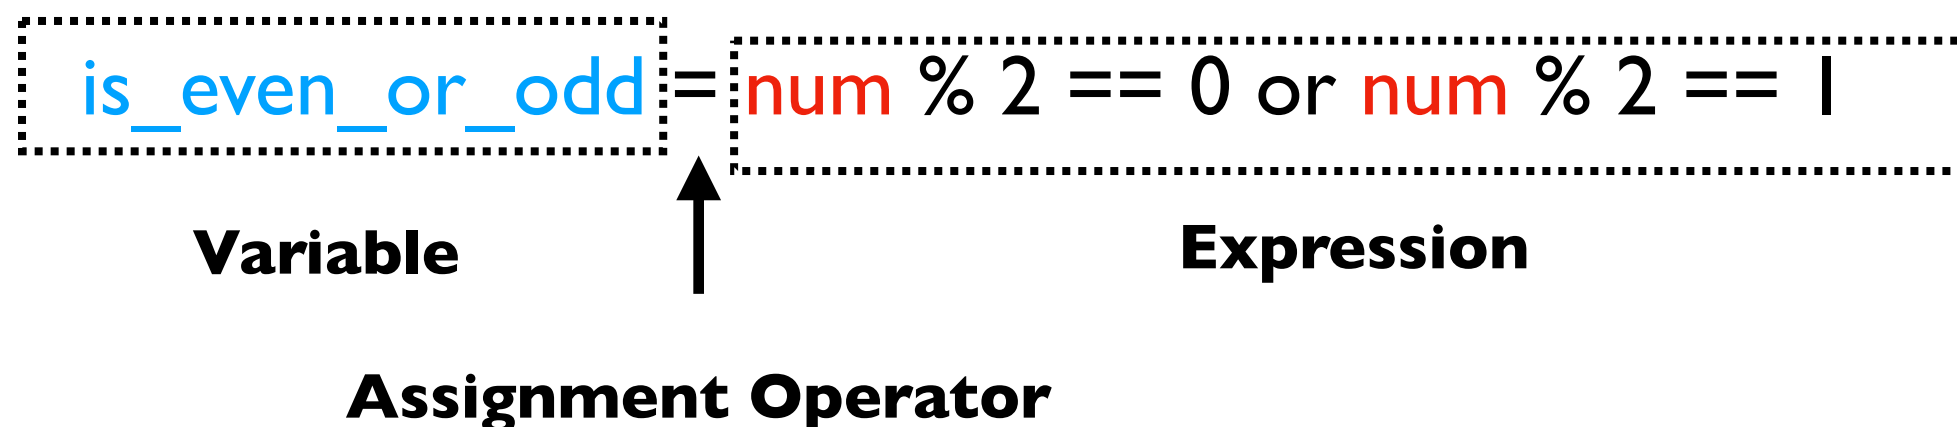 is_even_or_odd = num % 2 == 0 or num % 2 == 1
Variable
Expression
Assignment Operator